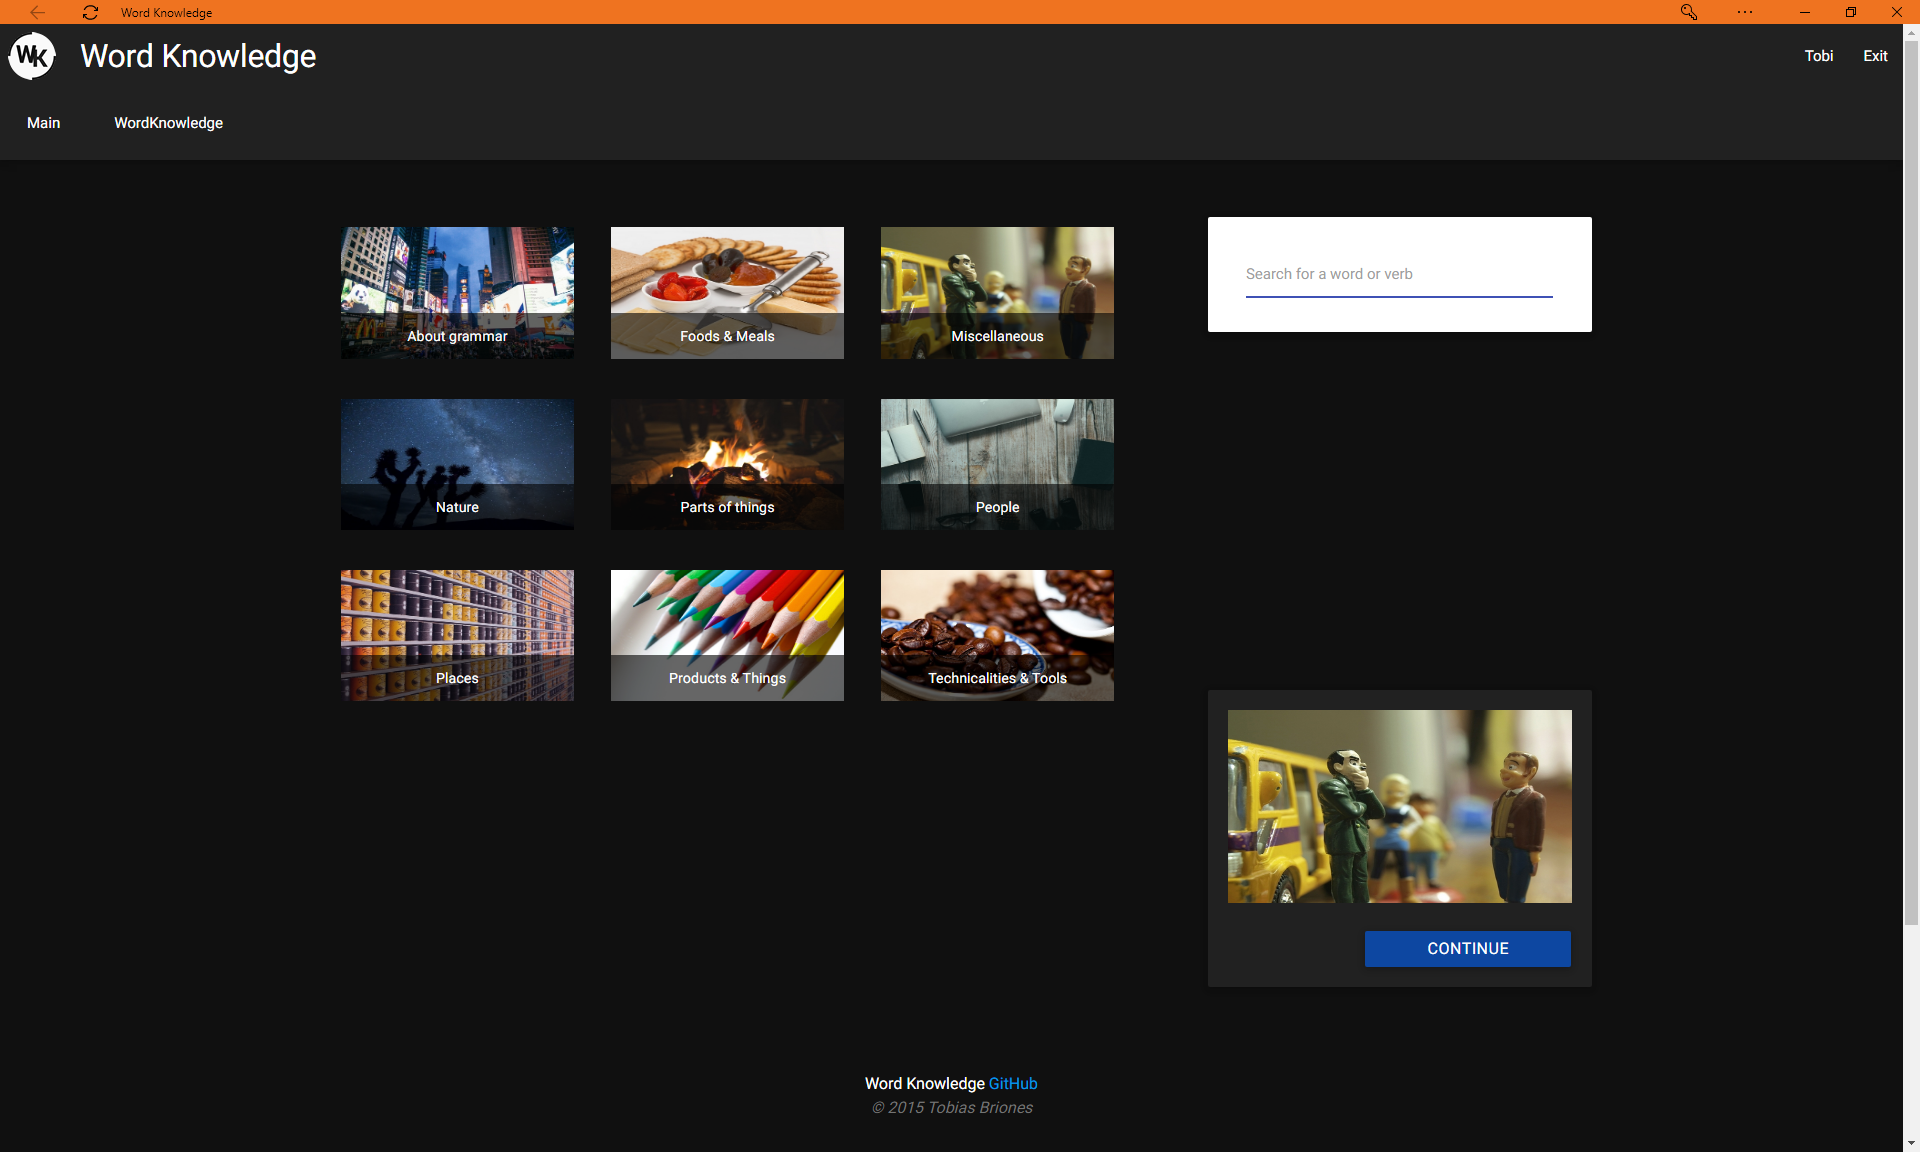 Word Knowledge
WK
Word Knowledge
Tobi
Exit
Main
WordKnowledge
Search for a word or verb
About grammar
Foods & Meals
Miscellaneous
Nature
Parts of things
People
Places
Products & Things
Technicalities & Tools
CONTINUE
Word Knowledge GitHub
© 2015 Tobias Briones